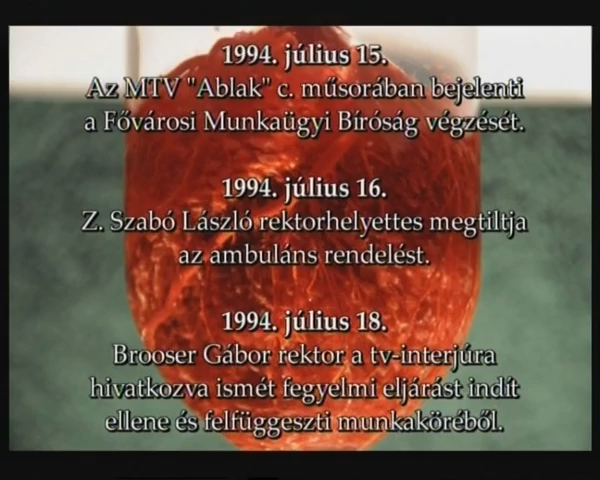 1994. július 15.
Az MTV "Ablak" c. műsorában bejelenti
a Fővárosi Munkaügyi Bíróság végzését.
1994. július 16.
Z. Szabó László rektorhelyettes megtiltja
az ambuláns rendelést.
1994. július 18.
Brooser Gábor rektor a tv-interjúra
hivatkozva ismét fegyelmi eljárást indít
ellene és felfüggeszti munkaköréből.